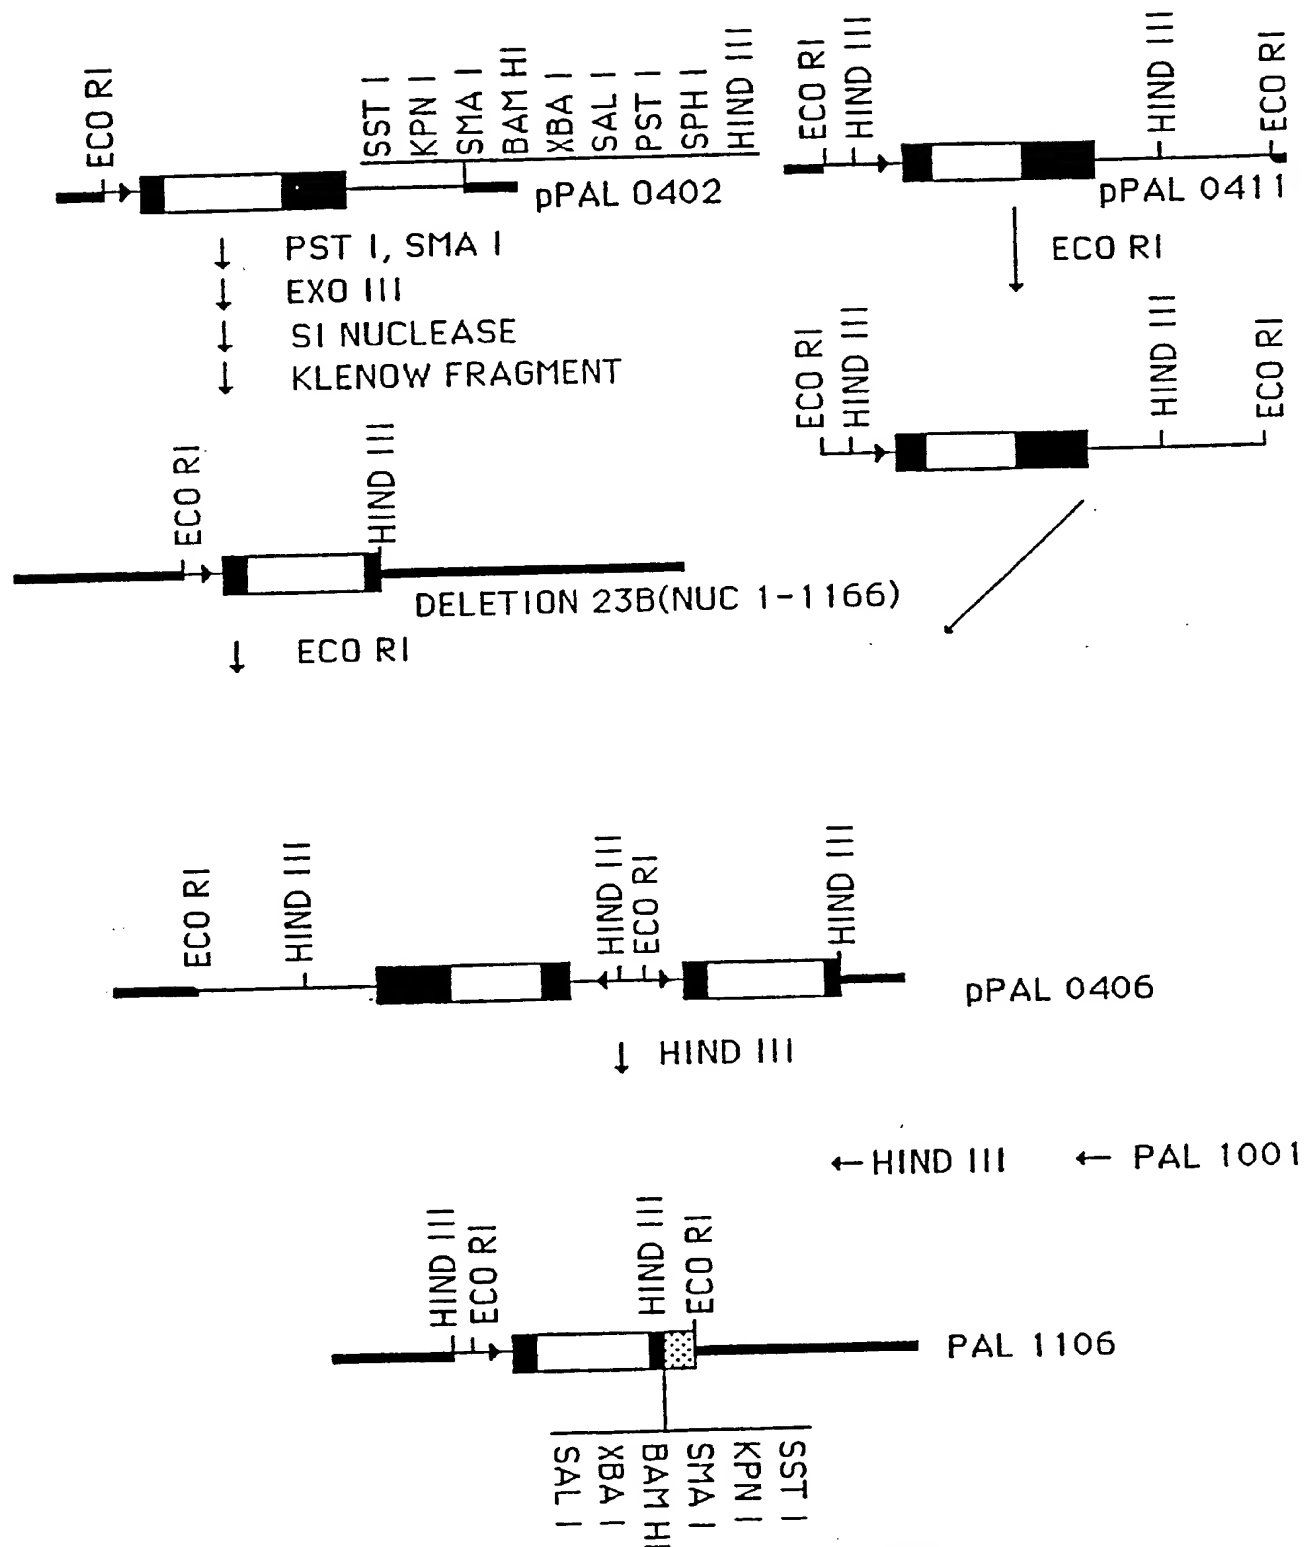 ECO RI
SST I
KPN I
SMA I
BAM HI
XBA I
SAL I
PST I
SPH I
HIND III
pPAL 0402
ECO RI
HIND III
HIND III
ECO RI
pPAL 0411
PST I, SMA I
EXO III
SI NUCLEASE
KLENOW FRAGMENT
ECO RI
ECO RI
HIND III
HIND III
ECO RI
ECO RI
HIND III
DELETION 23B(NUC 1-1166)
ECO RI
ECO RI
HIND III
HIND III
ECO RI
HIND III
pPAL 0406
HIND III
HIND III
PAL 1001
HIND III
ECO RI
HIND III
ECO RI
PAL 1106
SAL I
XBA I
BAM HI
SMA I
KPN I
SST I